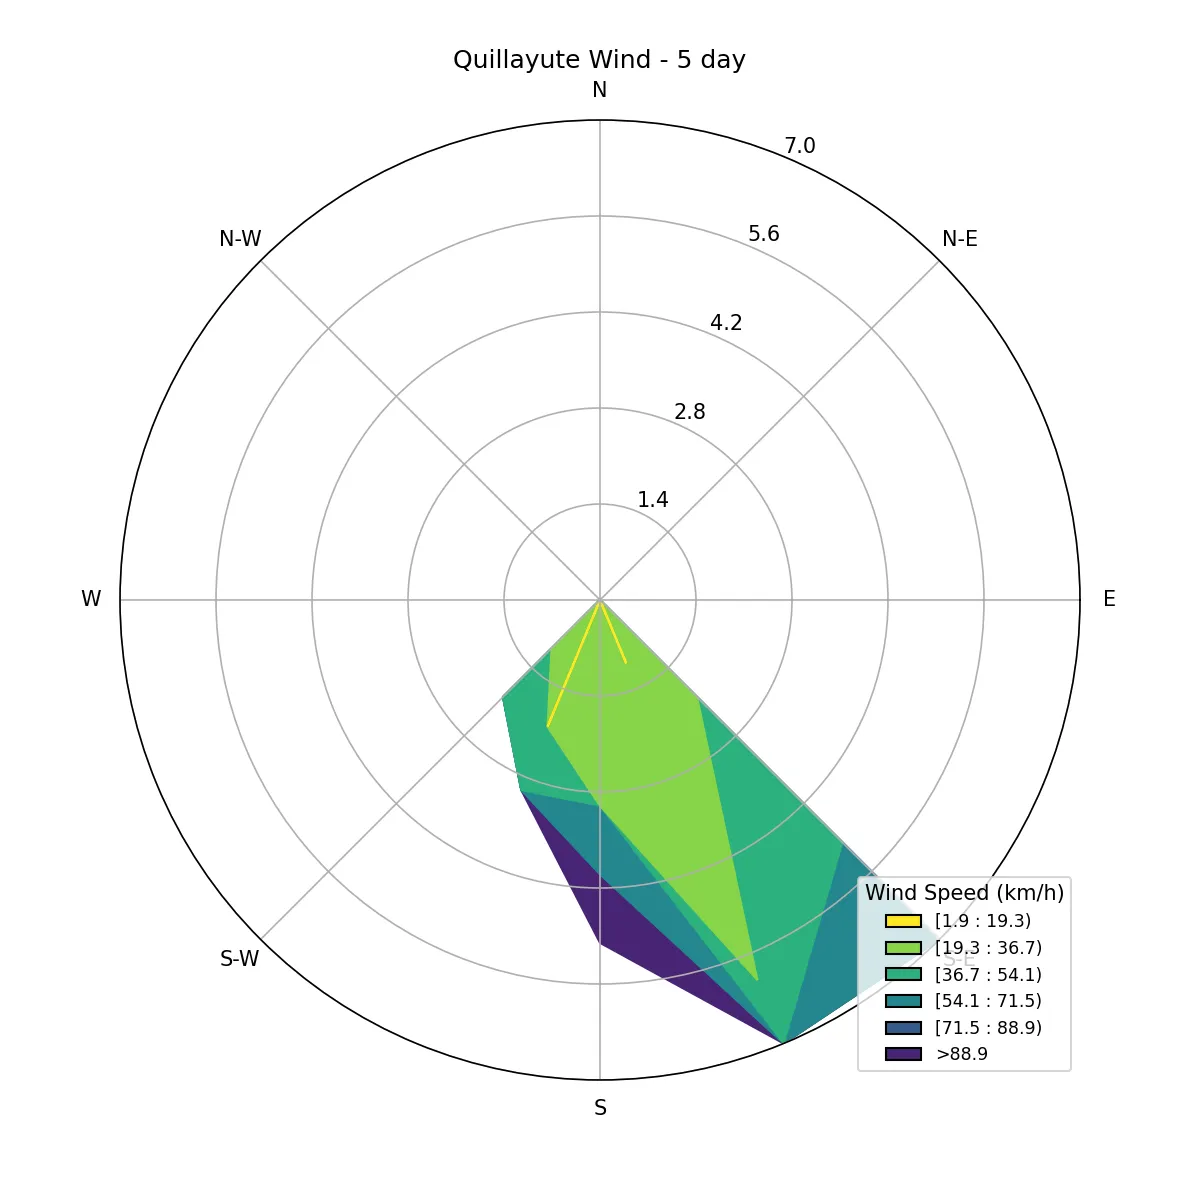 Quillayute Wind - 5 day
N
7.0
N-W
5.6
N-E
4.2
2.8
1.4
W
E
Wind Speed (km/h)
[1.9 : 19.3)
[19.3 : 36.7)
S-W
S-E
[36.7 : 54.1)
[54.1 : 71.5)
[71.5 : 88.9)
>88.9
S